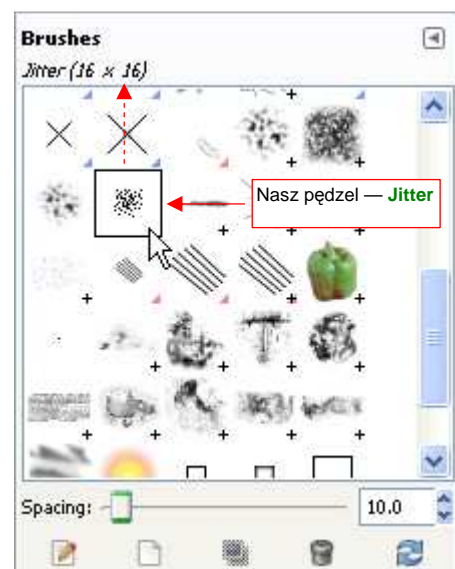 Brushes
Jitter (16 × 16)
Nasz pędzel — Jitter
Spacing:
10.0